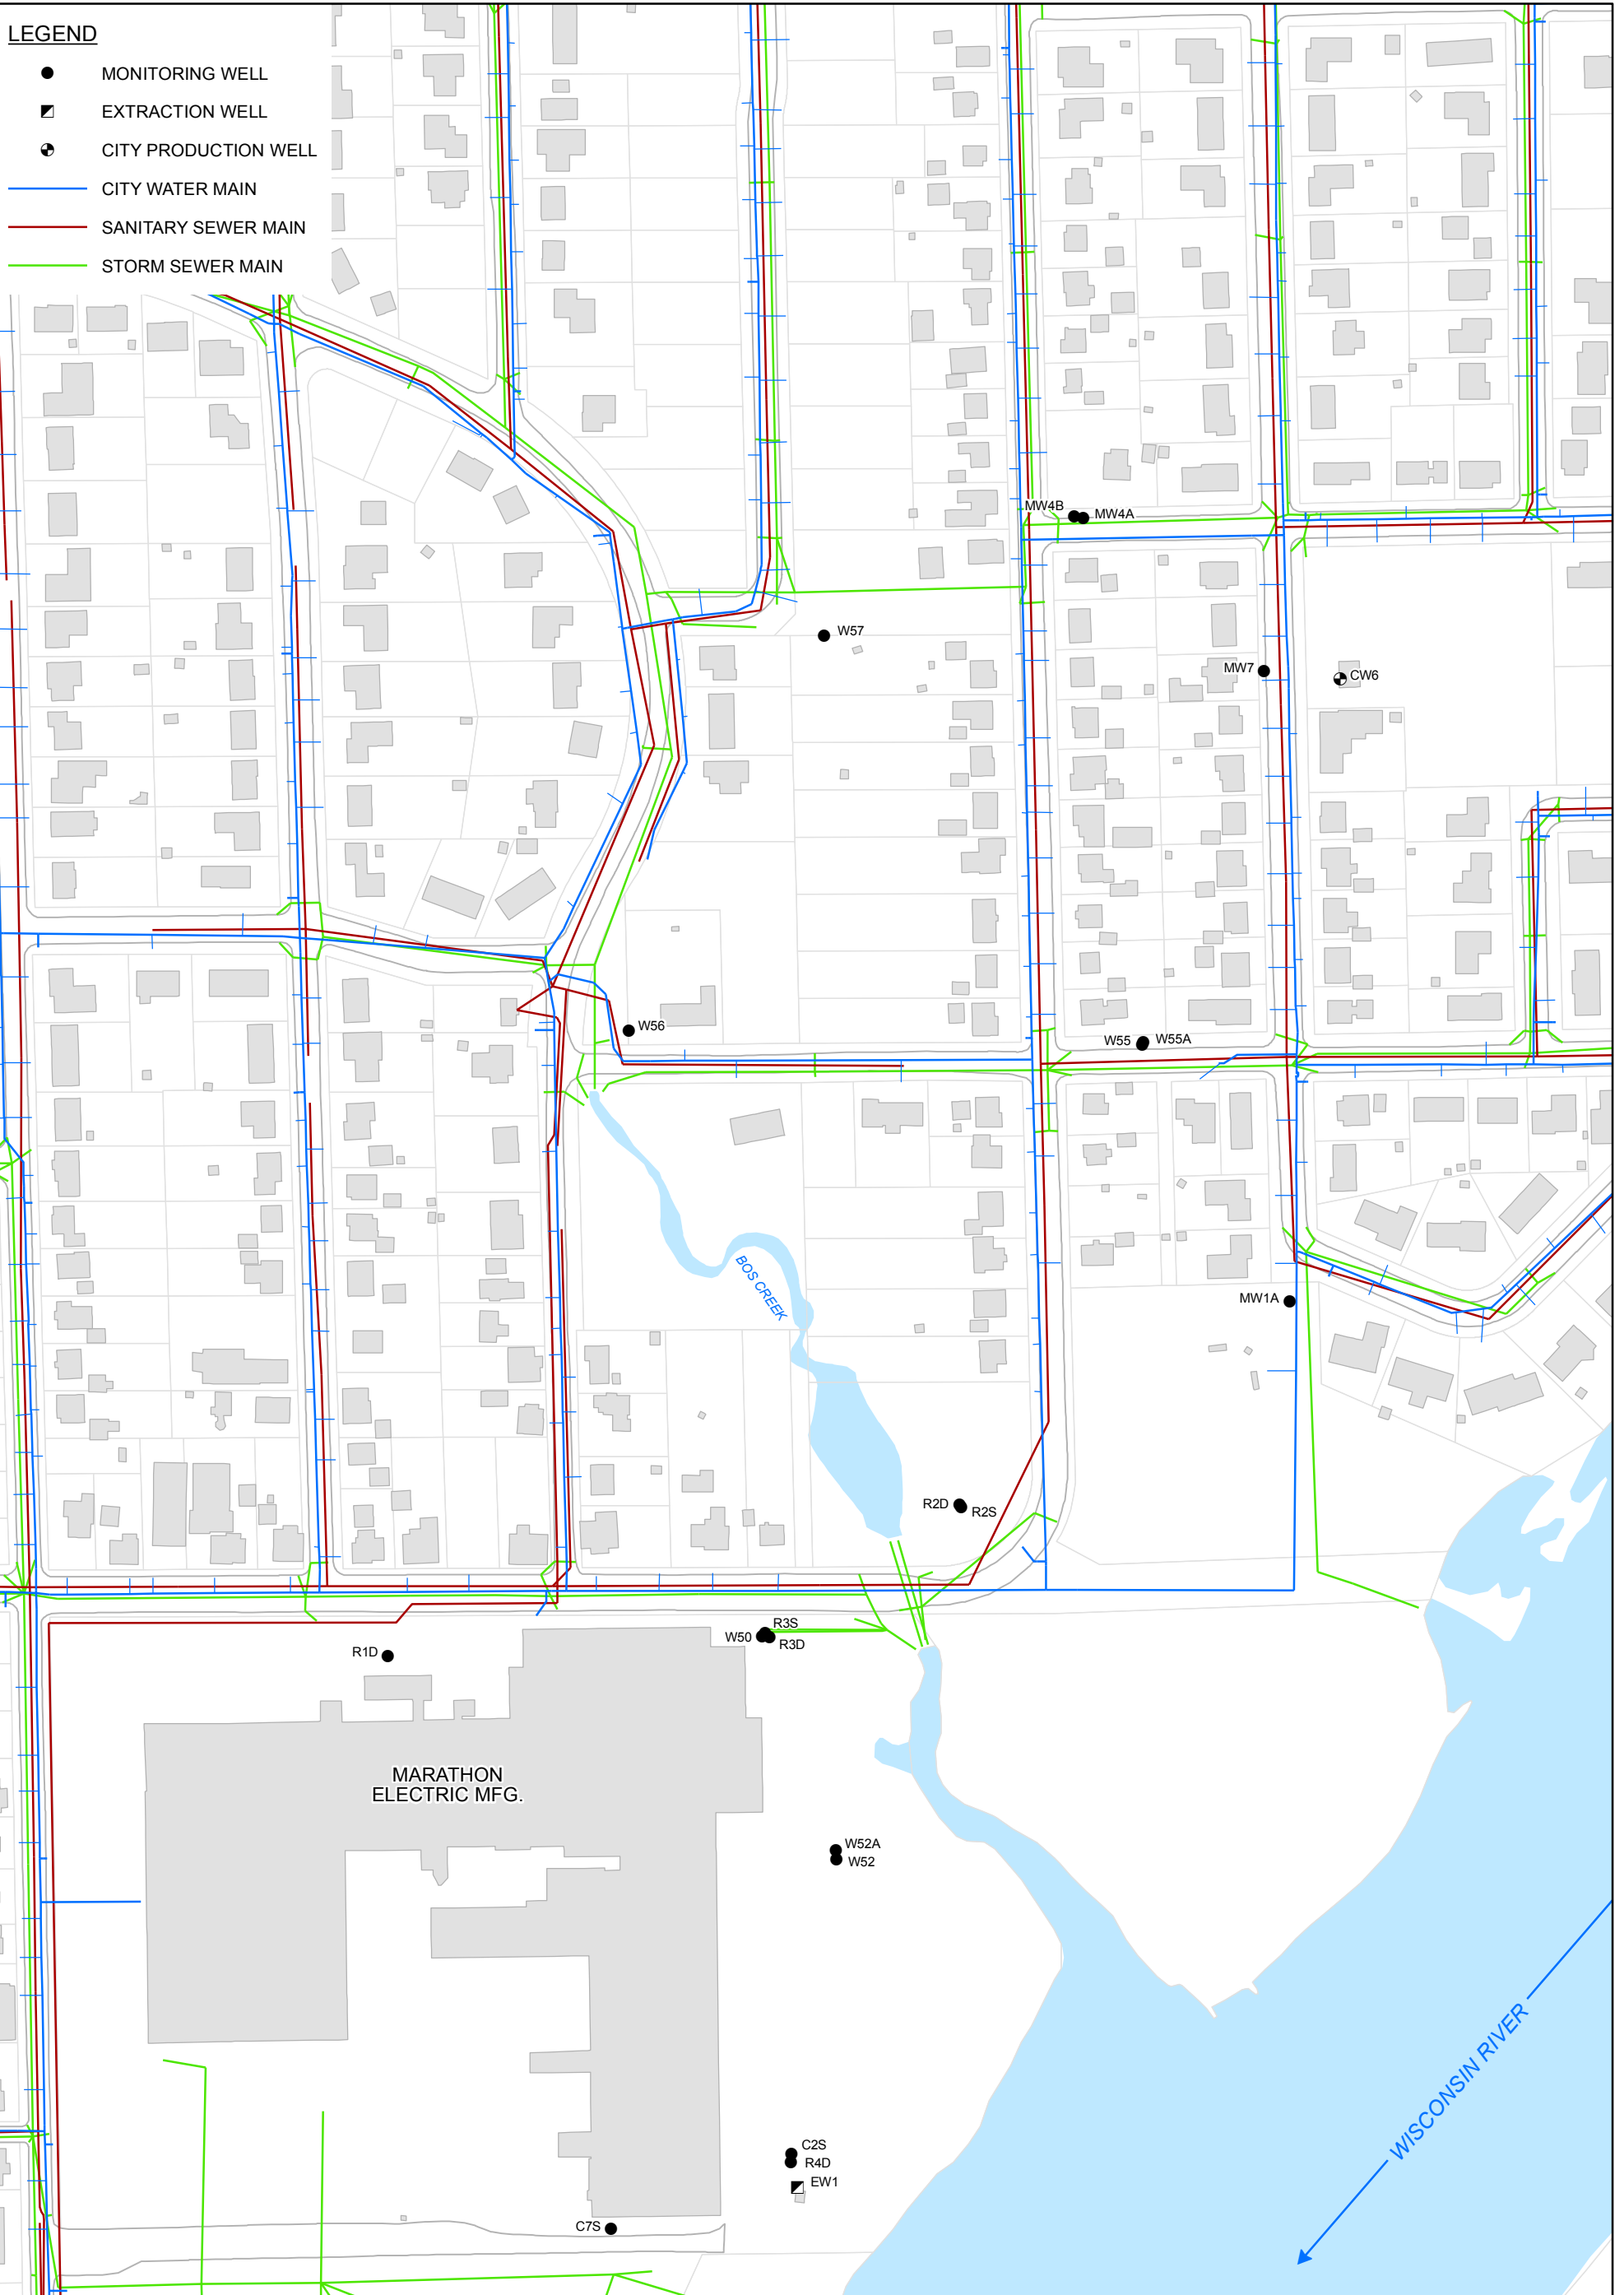 LEGEND
MONITORING WELL
EXTRACTION WELL
CITY PRODUCTION WELL
CITY WATER MAIN
SANITARY SEWER MAIN
STORM SEWER MAIN
MW4B
MW4A
W57
MW7
CW6
W56
W55
W55A
BOS CREEK
MW1A
R2D
R2S
R3S
W50
R3D
R1D
MARATHON
ELECTRIC MFG.
W52A
W52
WISCONSIN RIVER
C2S
R4D
EW1
C7S